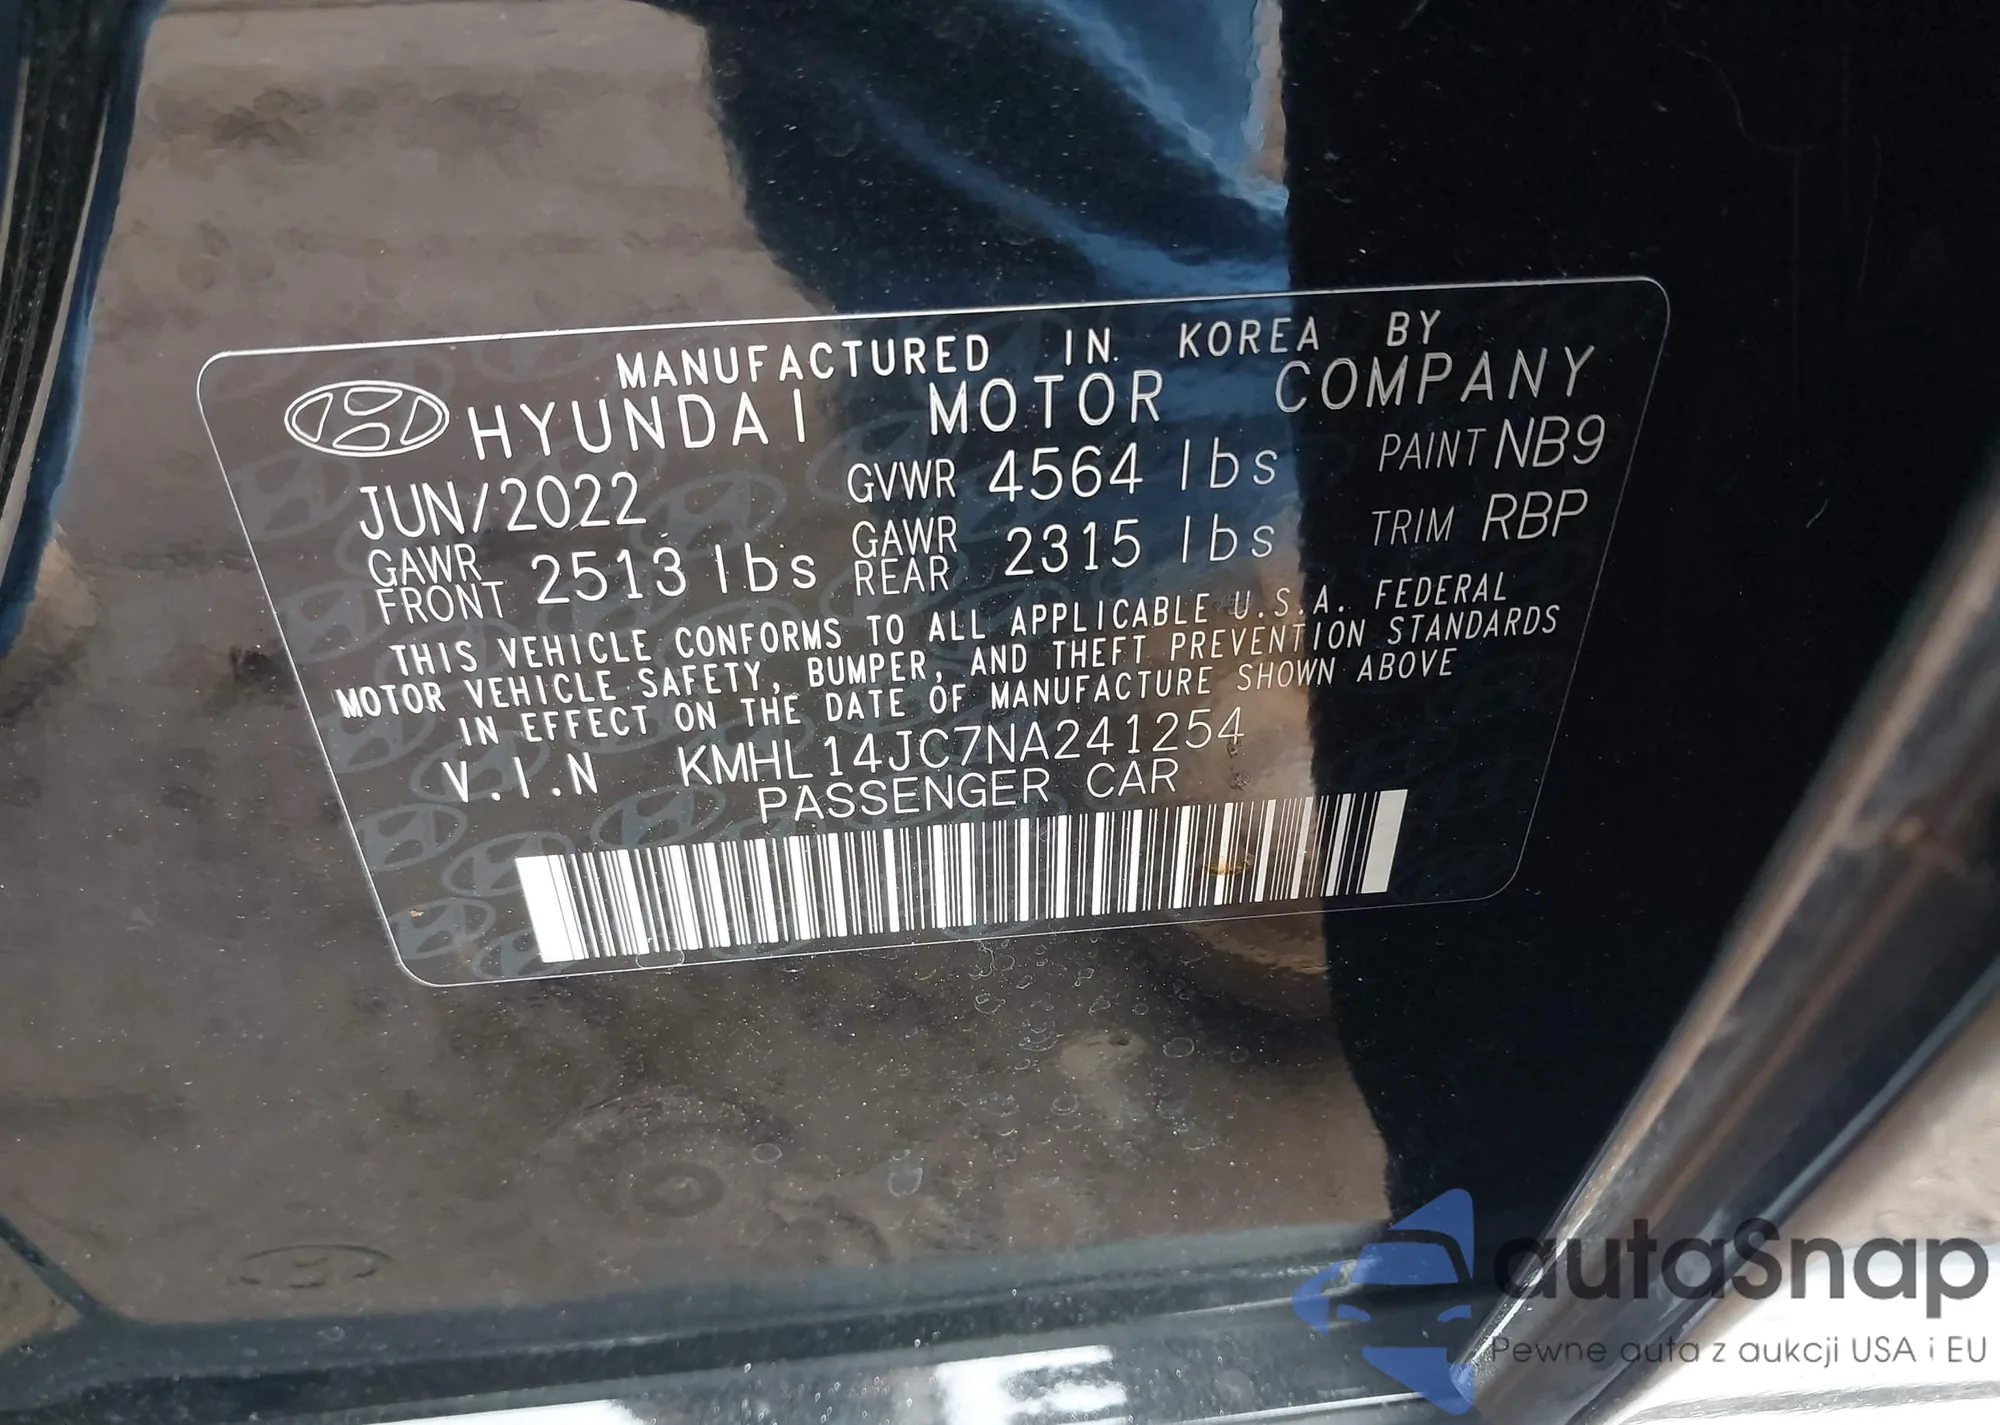 MANUFACTURED IN KOREA BY
HYUNDAI MOTOR COMPANY
JUN/2022 GVWR 4564 lbs PAINT NB9
GAWR FRONT 2513 lbs GAWR REAR 2315 lbs TRIM RBP
THIS VEHICLE CONFORMS TO ALL APPLICABLE U.S.A. FEDERAL
MOTOR VEHICLE SAFETY, BUMPER, AND THEFT PREVENTION STANDARDS
IN EFFECT ON THE DATE OF MANUFACTURE SHOWN ABOVE
V.I.N KMHL14JC7NA241254
PASSENGER CAR
autaSnap
Pewne auta z aukcji USA i EU